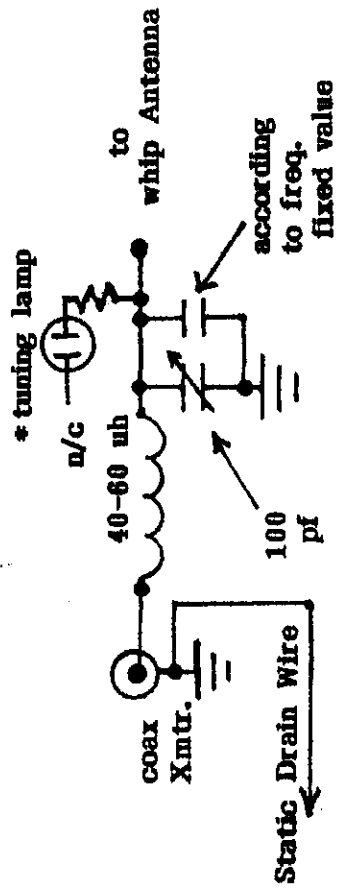 *tuning lamp
n/c
to
whip Antenna
40-60 uh
coax
Xmtr.
100
pf
according
to freq.
fixed value
Static Drain Wire